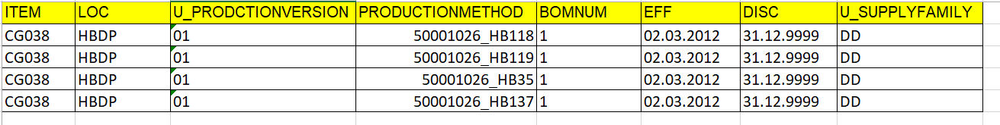 ITEM LOC U_PRODCTIONVERSION PRODUCTIONMETHOD BOMNUM EFF DISC U_SUPPLYFAMILY
CG038 HBDP 01 50001026_HB118 1 02.03.2012 31.12.9999 DD
CG038 HBDP 01 50001026_HB119 1 02.03.2012 31.12.9999 DD
CG038 HBDP 01 50001026_HB35 1 02.03.2012 31.12.9999 DD
CG038 HBDP 01 50001026_HB137 1 02.03.2012 31.12.9999 DD